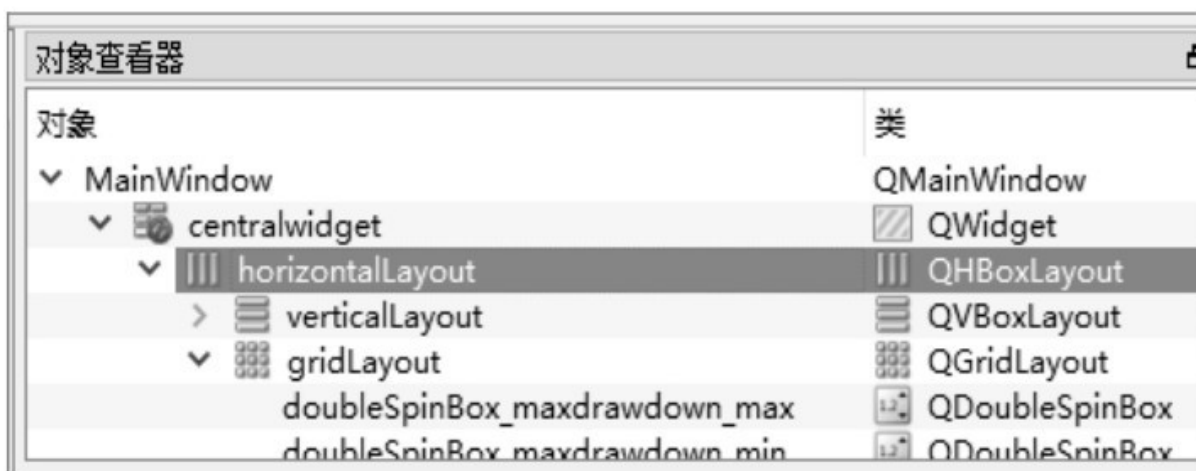 对象查看器
对象 类
MainWindow QMainWindow
centralwidget QWidget
horizontalLayout QHBoxLayout
verticalLayout QVBoxLayout
gridLayout QGridLayout
doubleSpinBox_maxdrawdown_max QDoubleSpinBox
doubleSpinBox_maxdrawdown_min QDoubleSpinBox